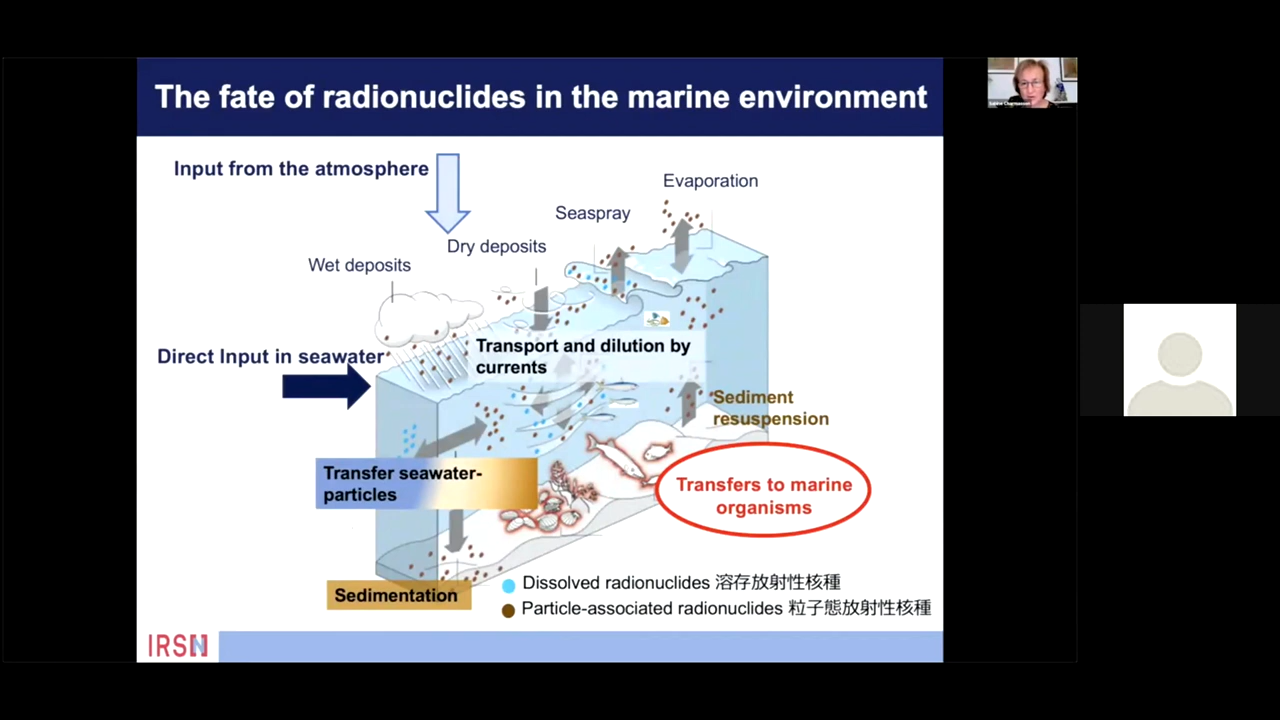 The fate of radionuclides in the marine environment
Input from the atmosphere
Evaporation
Seaspray
Dry deposits
Wet deposits
Direct Input in seawater
Transport and dilution by
currents
Sediment
resuspension
Transfer seawater-
particles
Transfers to marine
organisms
Sedimentation
Dissolved radionuclides 溶存放射性核種
Particle-associated radionuclides 粒子態放射性核種
IRSN